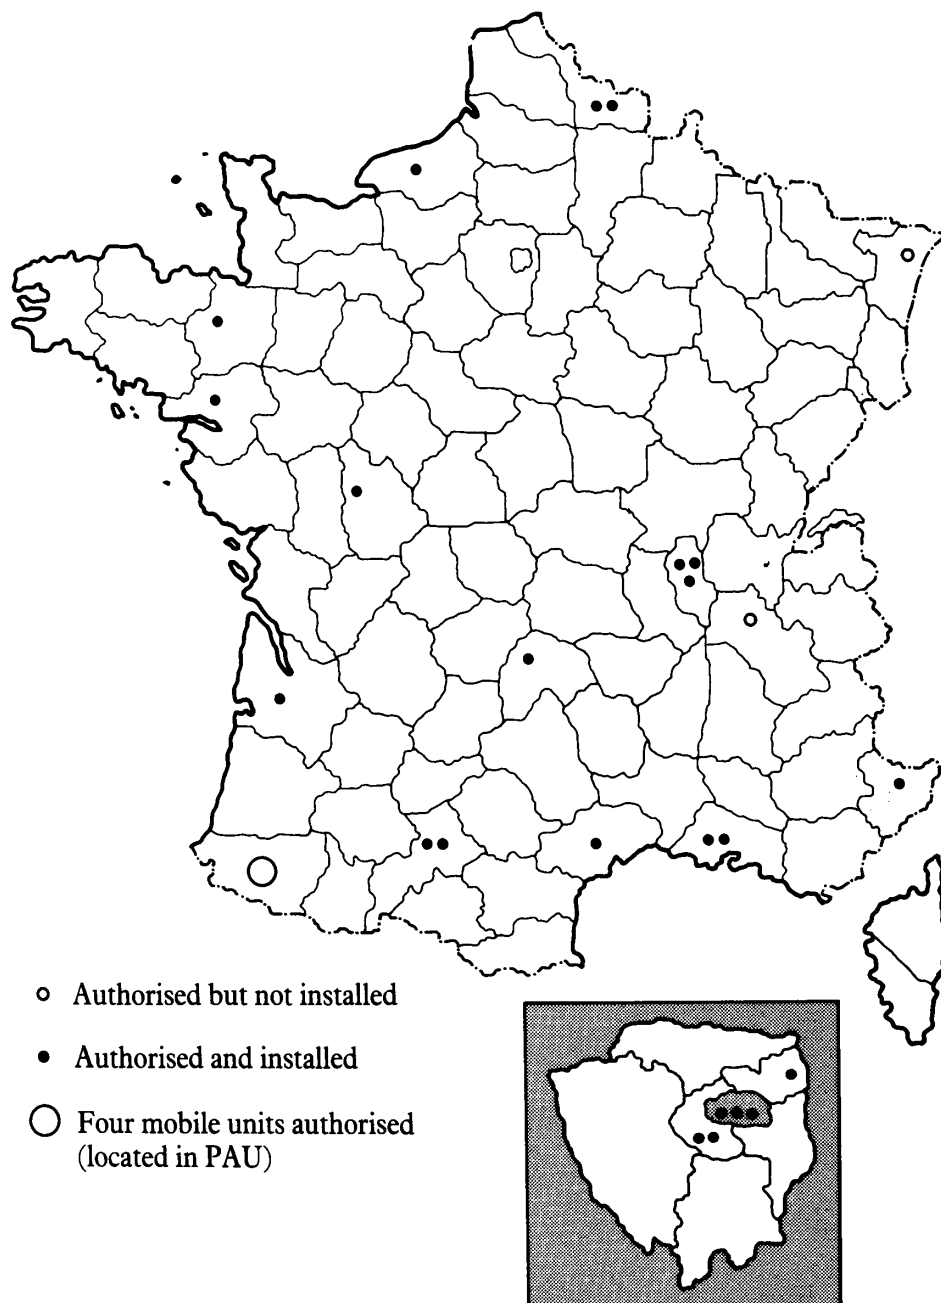 Authorised but not installed
Authorised and installed
Four mobile units authorised
(located in PAU)